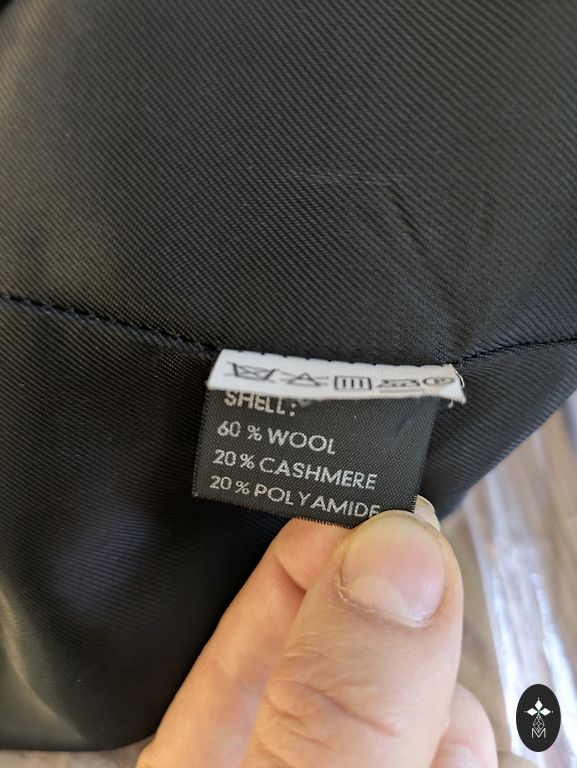 SHELL:
60 % WOOL
20 % CASHMERE
20 % POLYAMIDE